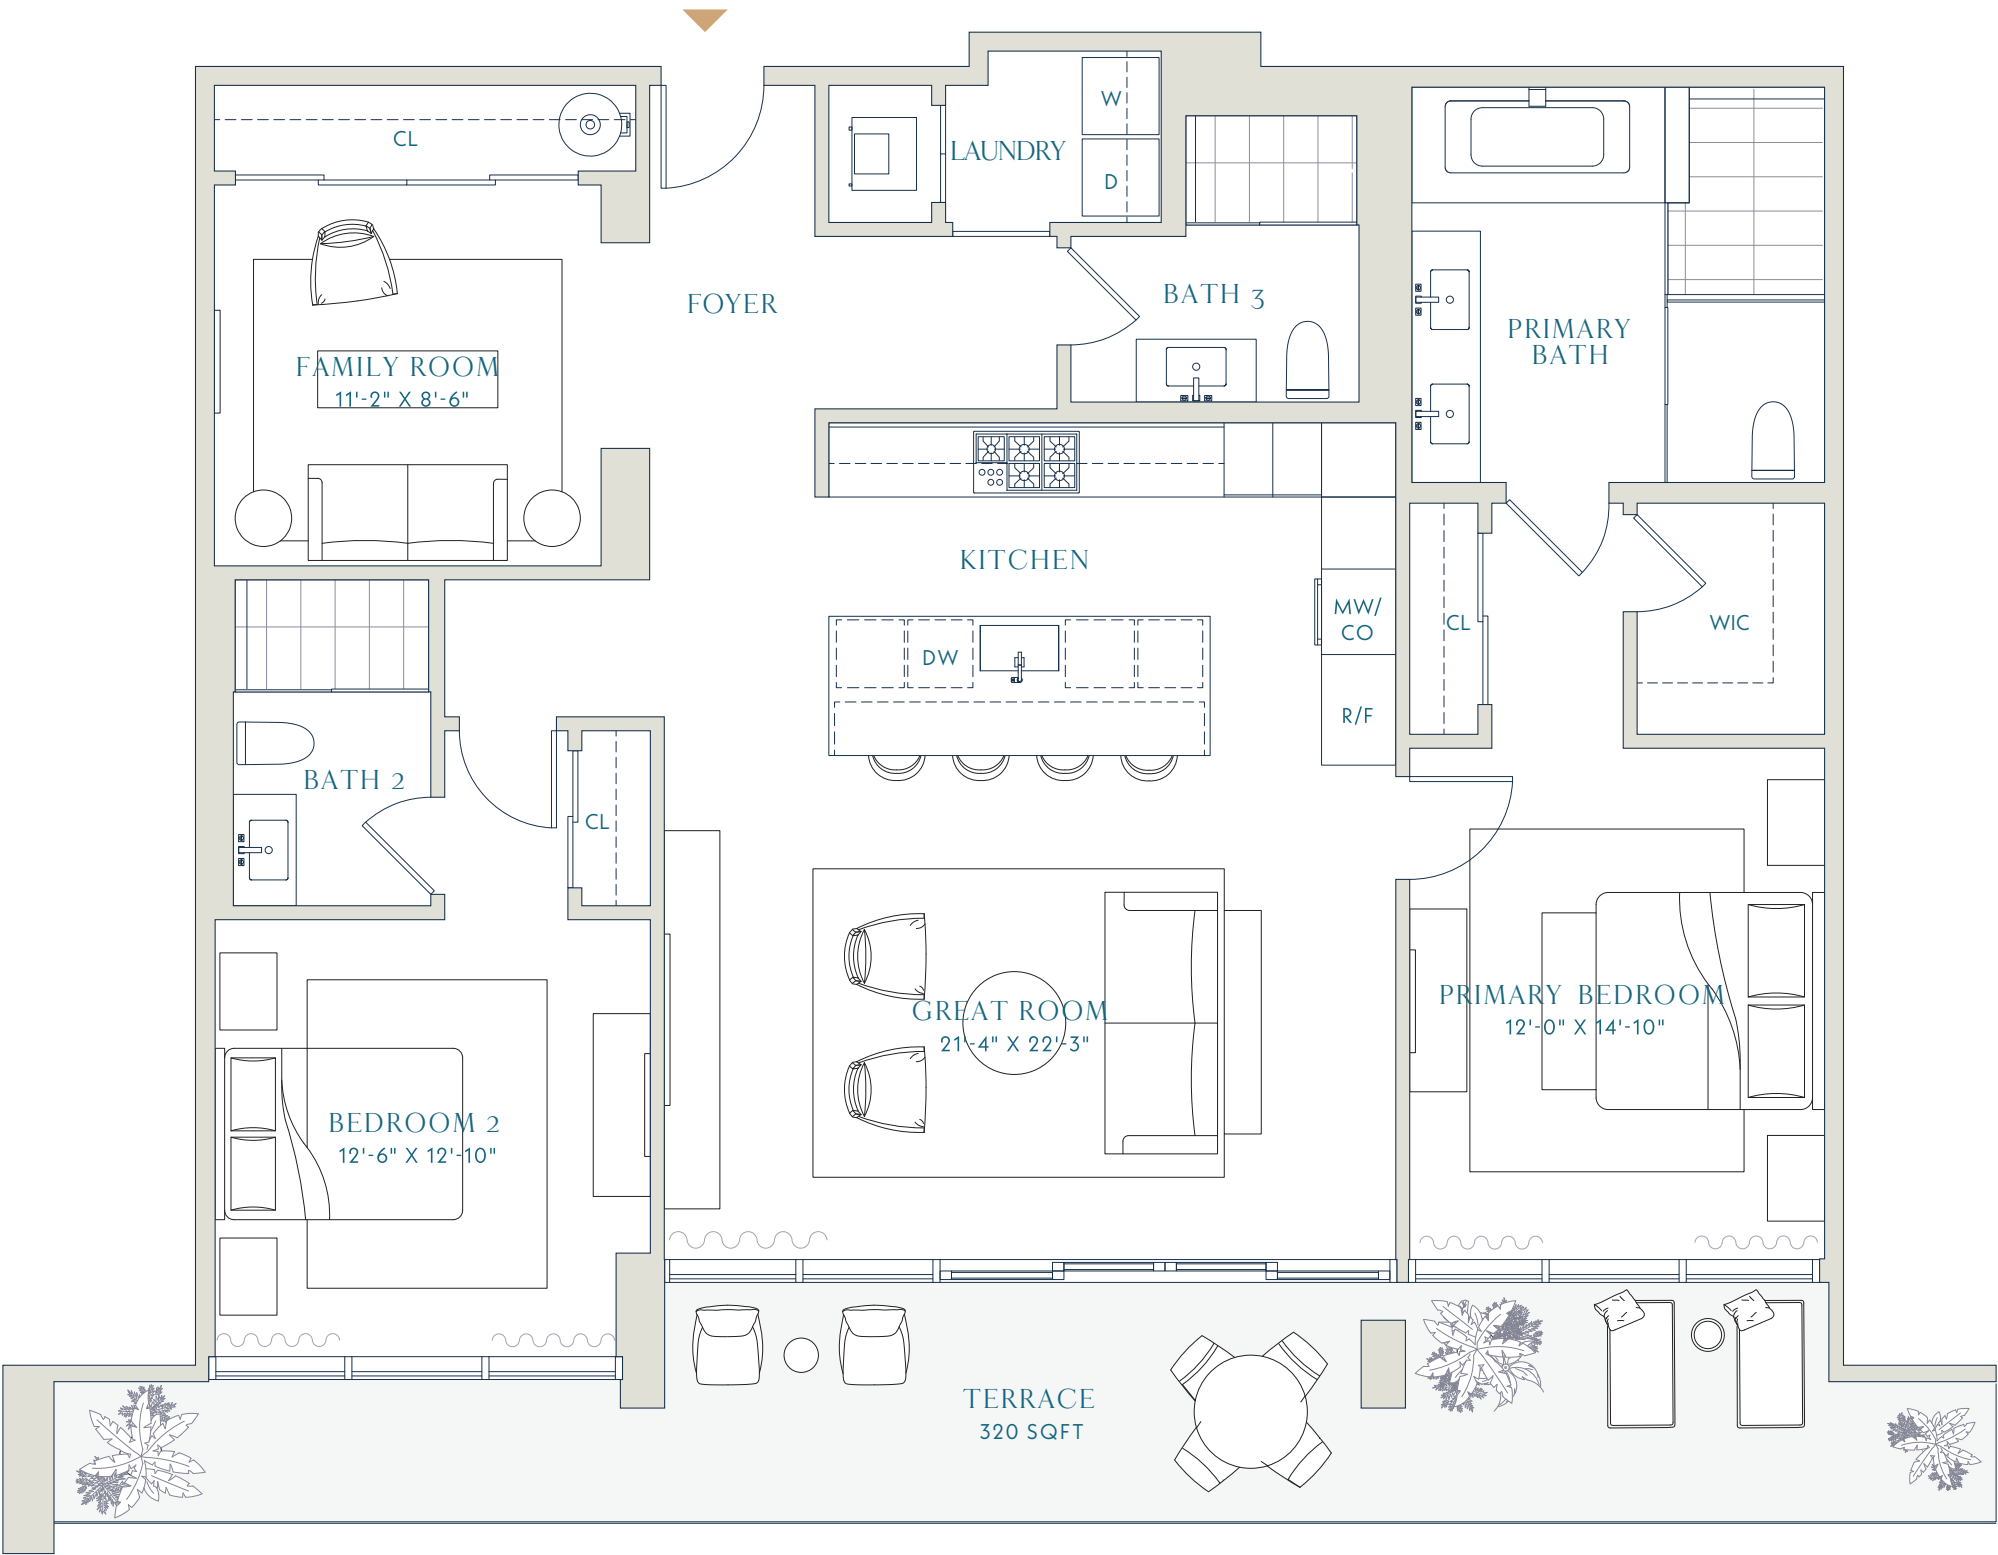 W
CL
LAUNDRY
D
FOYER
BATH 3
PRIMARY
BATH
FAMILY ROOM
11'-2" X 8'-6"
KITCHEN
MW/
CO
CL
WIC
DW
R/F
BATH 2
CL
GREAT ROOM
21'-4" X 22'-3"
PRIMARY BEDROOM
12'-0" X 14'-10"
BEDROOM 2
12'-6" X 12'-10"
TERRACE
320 SQFT